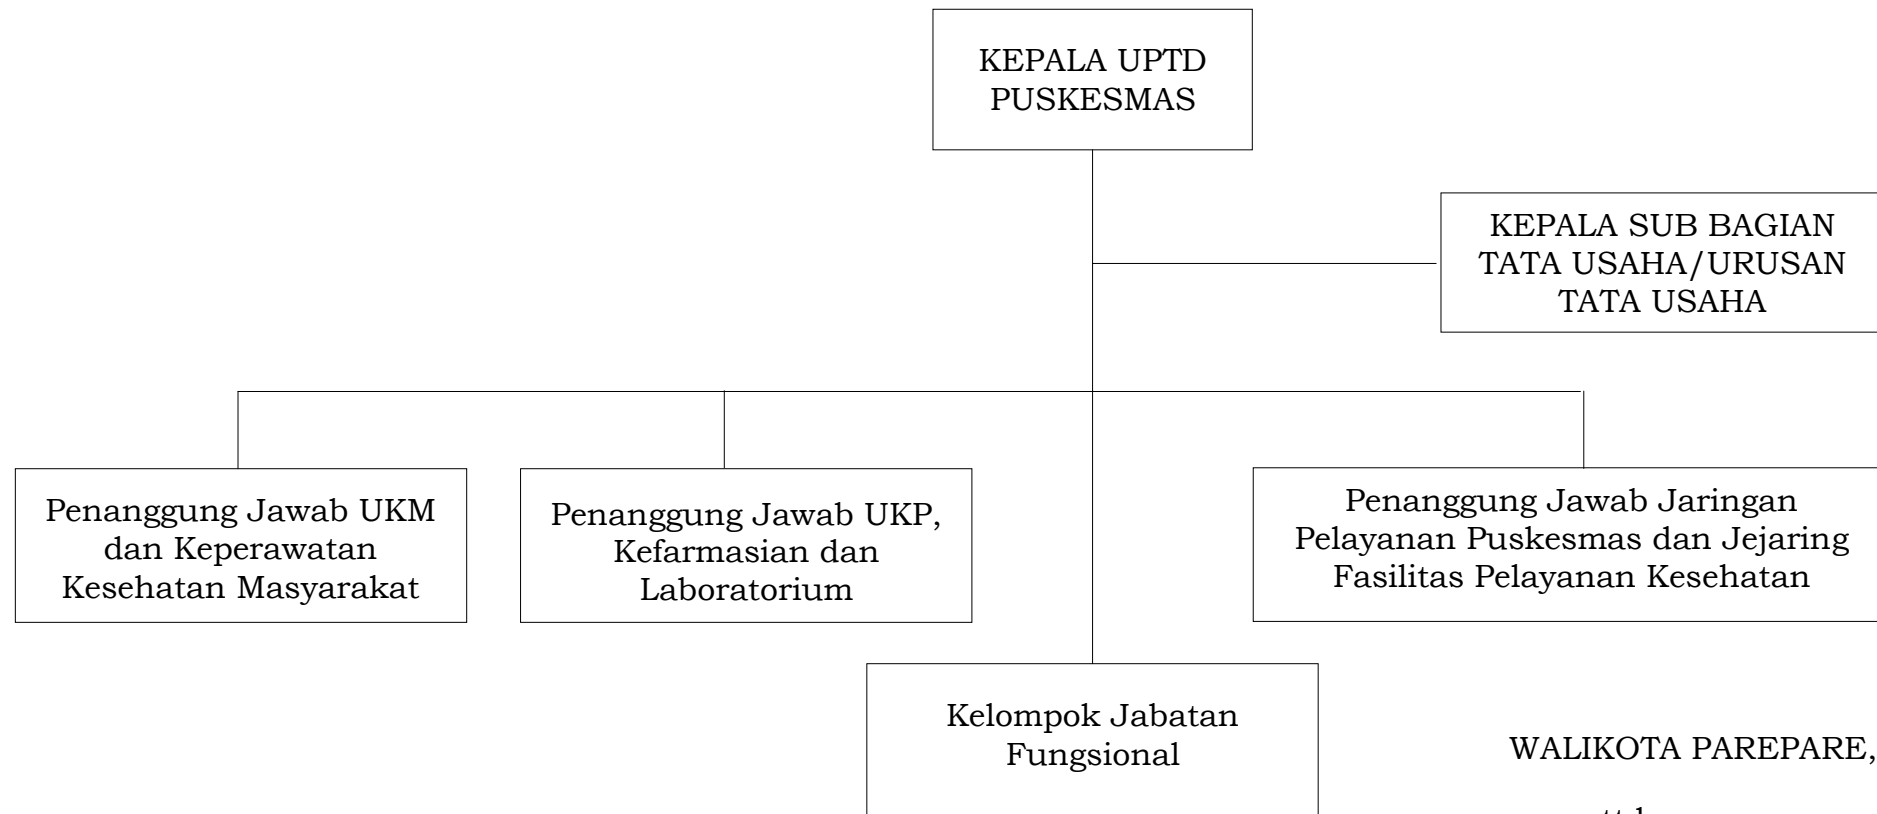 KEPALA UPTD
PUSKESMAS
KEPALA SUB BAGIAN
TATA USAHA/URUSAN
TATA USAHA
Penanggung Jawab UKM
dan Keperawatan
Kesehatan Masyarakat
Penanggung Jawab UKP,
Kefarmasian dan
Laboratorium
Penanggung Jawab Jaringan
Pelayanan Puskesmas dan Jejaring
Fasilitas Pelayanan Kesehatan
Kelompok Jabatan
Fungsional
WALIKOTA PAREPARE,